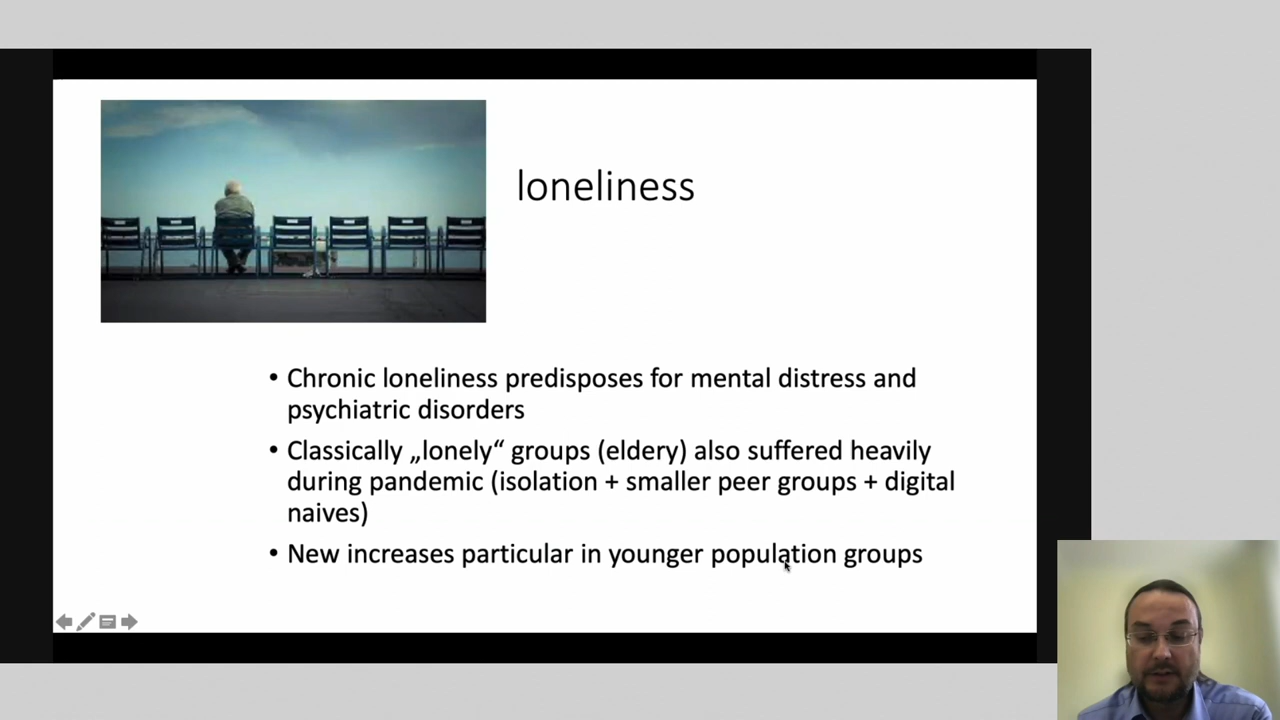 loneliness
• Chronic loneliness predisposes for mental distress and
psychiatric disorders
• Classically „lonely“ groups (eldery) also suffered heavily
during pandemic (isolation + smaller peer groups + digital
naives)
• New increases particular in younger population groups